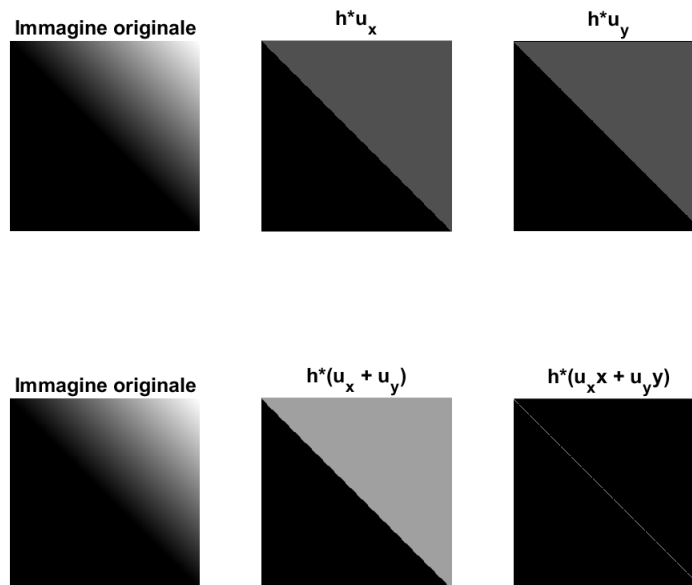 Immagine originale
h*u_x
h*u_y
Immagine originale
h*(u_x + u_y)
h*(u_xx + u_yy)